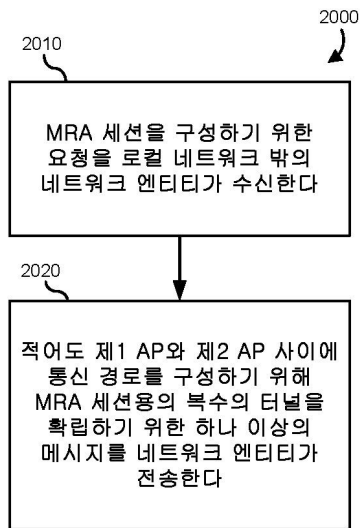 2000
2010
MRA 세션을 구성하기 위한
요청을 로컬 네트워크 밖의
네트워크 엔티티가 수신한다
2020
적어도 제1 AP와 제2 AP 사이에
통신 경로를 구성하기 위해
MRA 세션용의 복수의 터널을
확립하기 위한 하나 이상의
메시지를 네트워크 엔티티가
전송한다